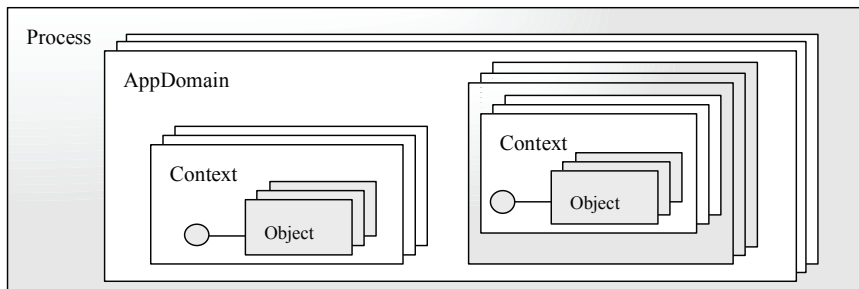 Process
AppDomain
Context
Context
Object
Object